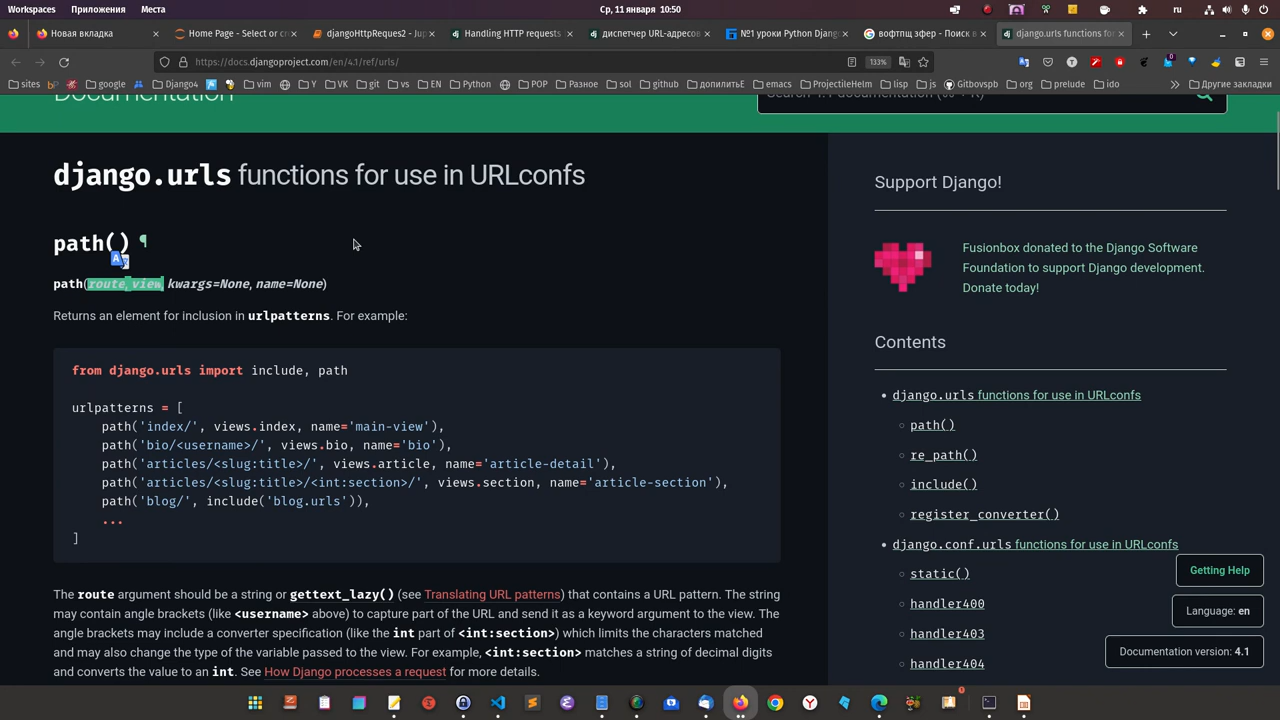 Workspaces Приложения Места Ср, 11 января 10:50 ru
Новая вкладка Home Page - Select or cr djangoHttpReques2 - Jup Handling HTTP requests диспетчер URL-адресов №1 уроки Python Django вофтпщ эфер - Поиск в django.urls functions for
https://docs.djangoproject.com/en/4.1/ref/urls/ 133%
sites Рабо google Django4 vim Y git vs EN Python POP Разное sol github допилитьЕ emacs ProjectileHelm lisp js Gitbovspb org prelude ido Другие закладки
Documentation
Search 4.1 documentation (Ctrl + K)
django.urls functions for use in URLconfs
path() ¶
path(route, view, kwargs=None, name=None)
Returns an element for inclusion in urlpatterns. For example:
from django.urls import include, path
urlpatterns = [
path('index/', views.index, name='main-view'),
path('bio/<username>/', views.bio, name='bio'),
path('articles/<slug:title>/', views.article, name='article-detail'),
path('articles/<slug:title>/<int:section>/', views.section, name='article-section'),
path('blog/', include('blog.urls')),
...
]
The route argument should be a string or gettext_lazy() (see Translating URL patterns) that contains a URL pattern. The string
may contain angle brackets (like <username> above) to capture part of the URL and send it as a keyword argument to the view. The
angle brackets may include a converter specification (like the int part of <int:section>) which limits the characters matched
and may also change the type of the variable passed to the view. For example, <int:section> matches a string of decimal digits
and converts the value to an int. See How Django processes a request for more details.
Support Django!
Fusionbox donated to the Django Software
Foundation to support Django development.
Donate today!
Contents
django.urls functions for use in URLconfs
path()
re_path()
include()
register_converter()
django.conf.urls functions for use in URLconfs
static()
handler400
handler403
handler404
Getting Help
Language: en
Documentation version: 4.1